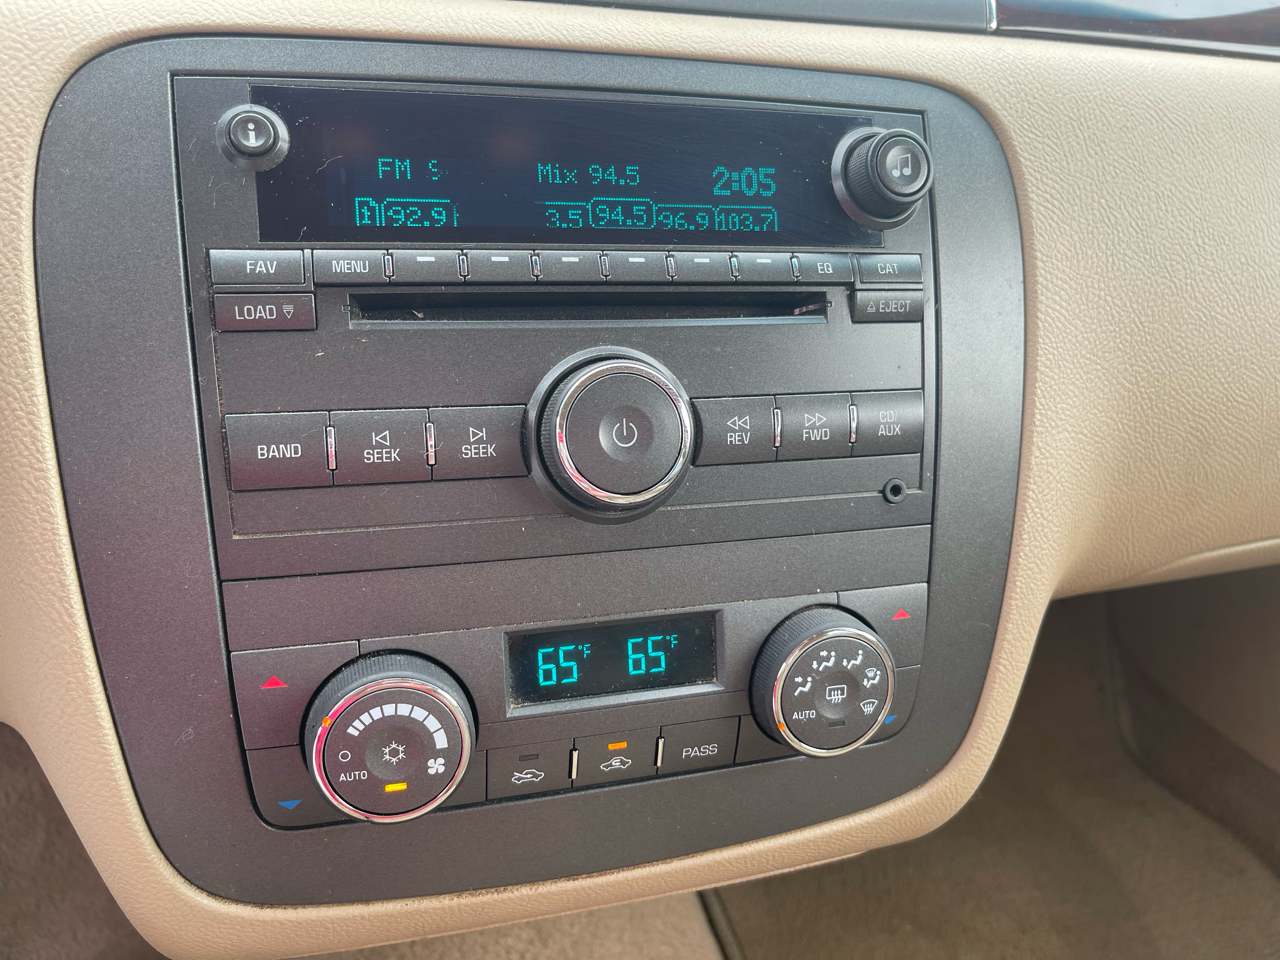 FM
Mix 94.5
2:05
1 92.9 3.5 94.5 96.9 103.7
FAV
MENU
EQ
CAT
LOAD
EJECT
BAND
SEEK
SEEK
REV
FWD
CD/
AUX
65°F
65°F
AUTO
AUTO
PASS